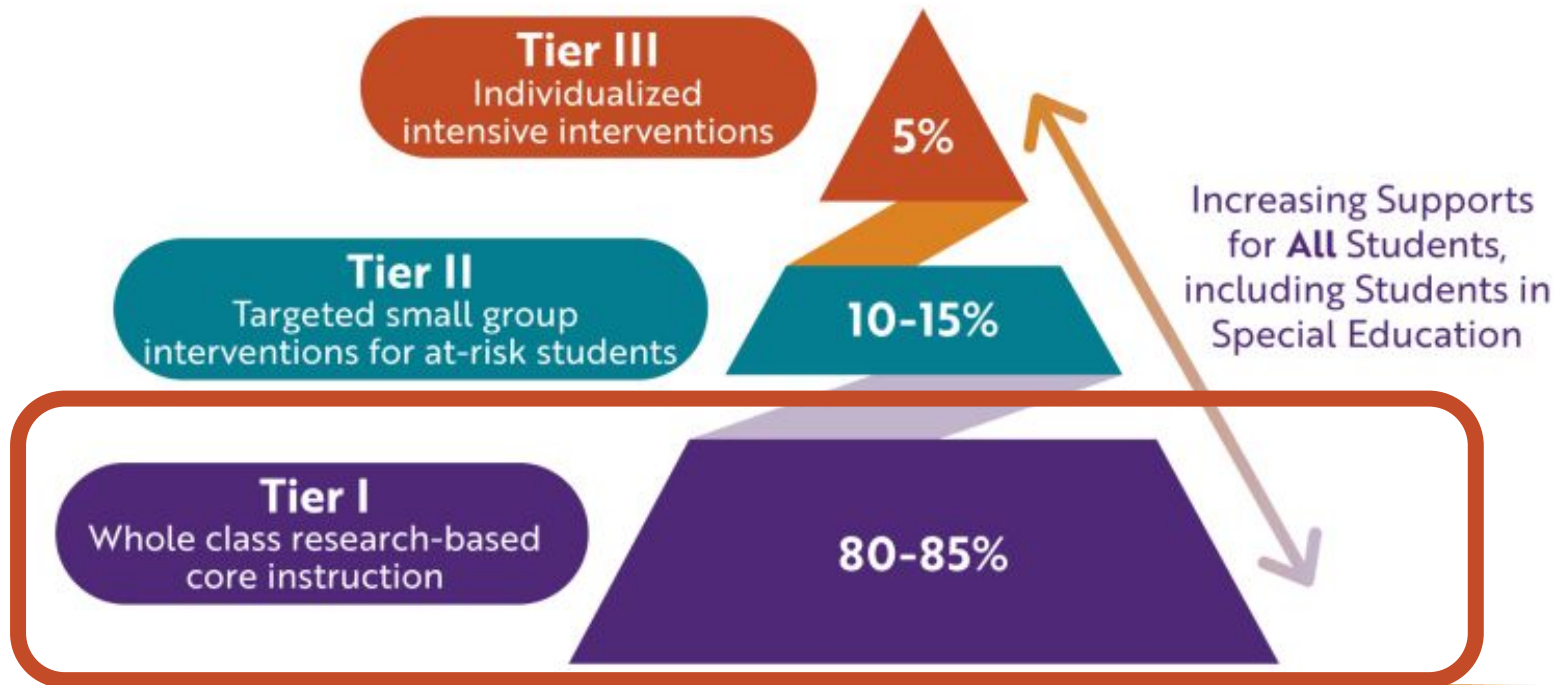 Tier III
Individualized
intensive interventions
5%
Tier II
Targeted small group
interventions for at-risk students
10-15%
Increasing Supports
for All Students,
including Students in
Special Education
Tier I
Whole class research-based
core instruction
80-85%